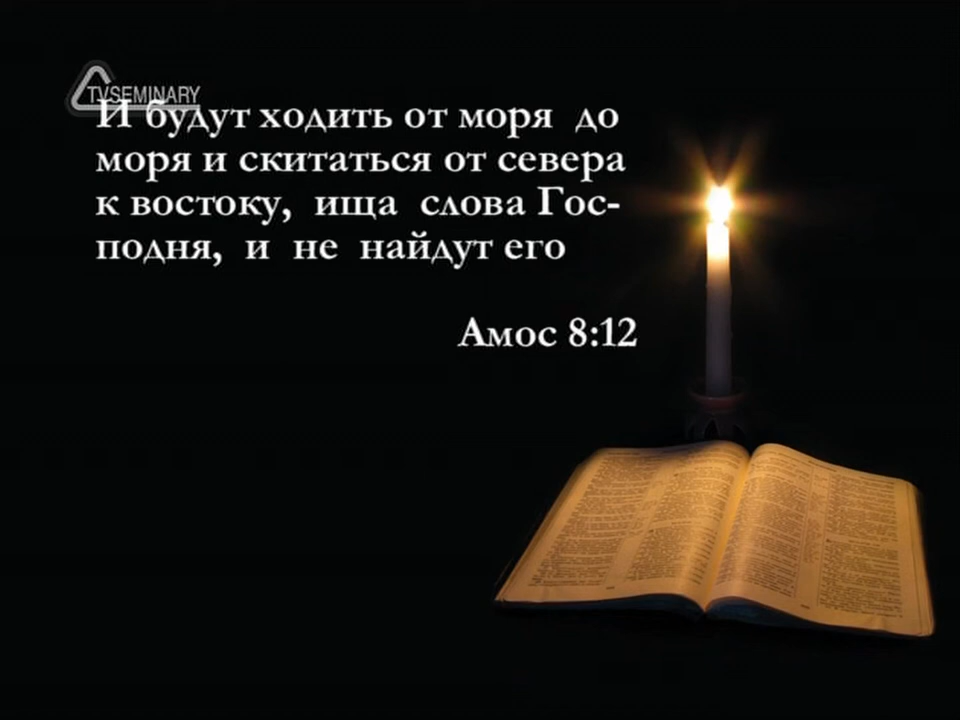 TVSEMINARY
И будут ходить от моря до
моря и скитаться от севера
к востоку, ища слова Гос-
подня, и не найдут его
Амос 8:12